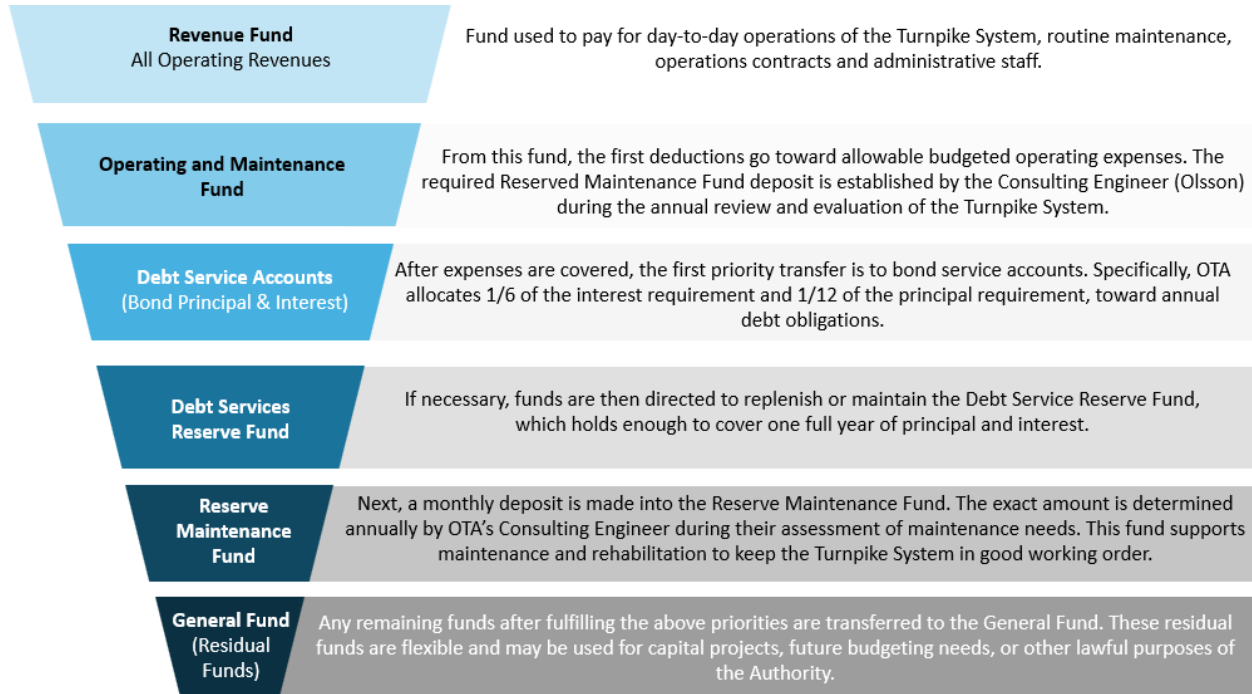 Revenue Fund
All Operating Revenues
Fund used to pay for day-to-day operations of the Turnpike System, routine maintenance,
operations contracts and administrative staff.
Operating and Maintenance
Fund
From this fund, the first deductions go toward allowable budgeted operating expenses. The
required Reserved Maintenance Fund deposit is established by the Consulting Engineer (Olsson)
during the annual review and evaluation of the Turnpike System.
Debt Service Accounts
(Bond Principal & Interest)
After expenses are covered, the first priority transfer is to bond service accounts. Specifically, OTA
allocates 1/6 of the interest requirement and 1/12 of the principal requirement, toward annual
debt obligations.
Debt Services
Reserve Fund
If necessary, funds are then directed to replenish or maintain the Debt Service Reserve Fund,
which holds enough to cover one full year of principal and interest.
Reserve
Maintenance
Fund
Next, a monthly deposit is made into the Reserve Maintenance Fund. The exact amount is determined
annually by OTA's Consulting Engineer during their assessment of maintenance needs. This fund supports
maintenance and rehabilitation to keep the Turnpike System in good working order.
General Fund
(Residual
Funds)
Any remaining funds after fulfilling the above priorities are transferred to the General Fund. These residual
funds are flexible and may be used for capital projects, future budgeting needs, or other lawful purposes of
the Authority.